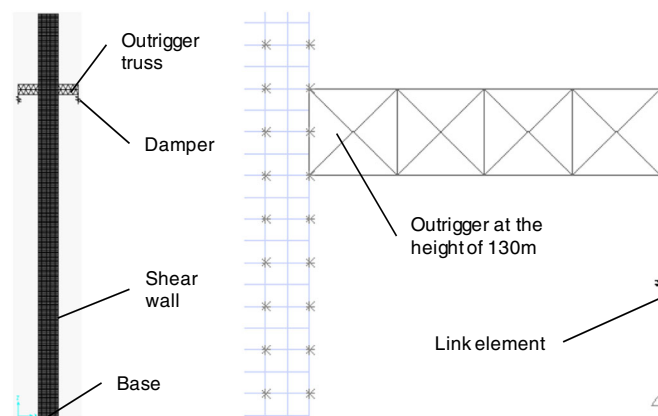 Outrigger
truss
Damper
Shear
wall
Base
Outrigger at the
height of 130m
Link element